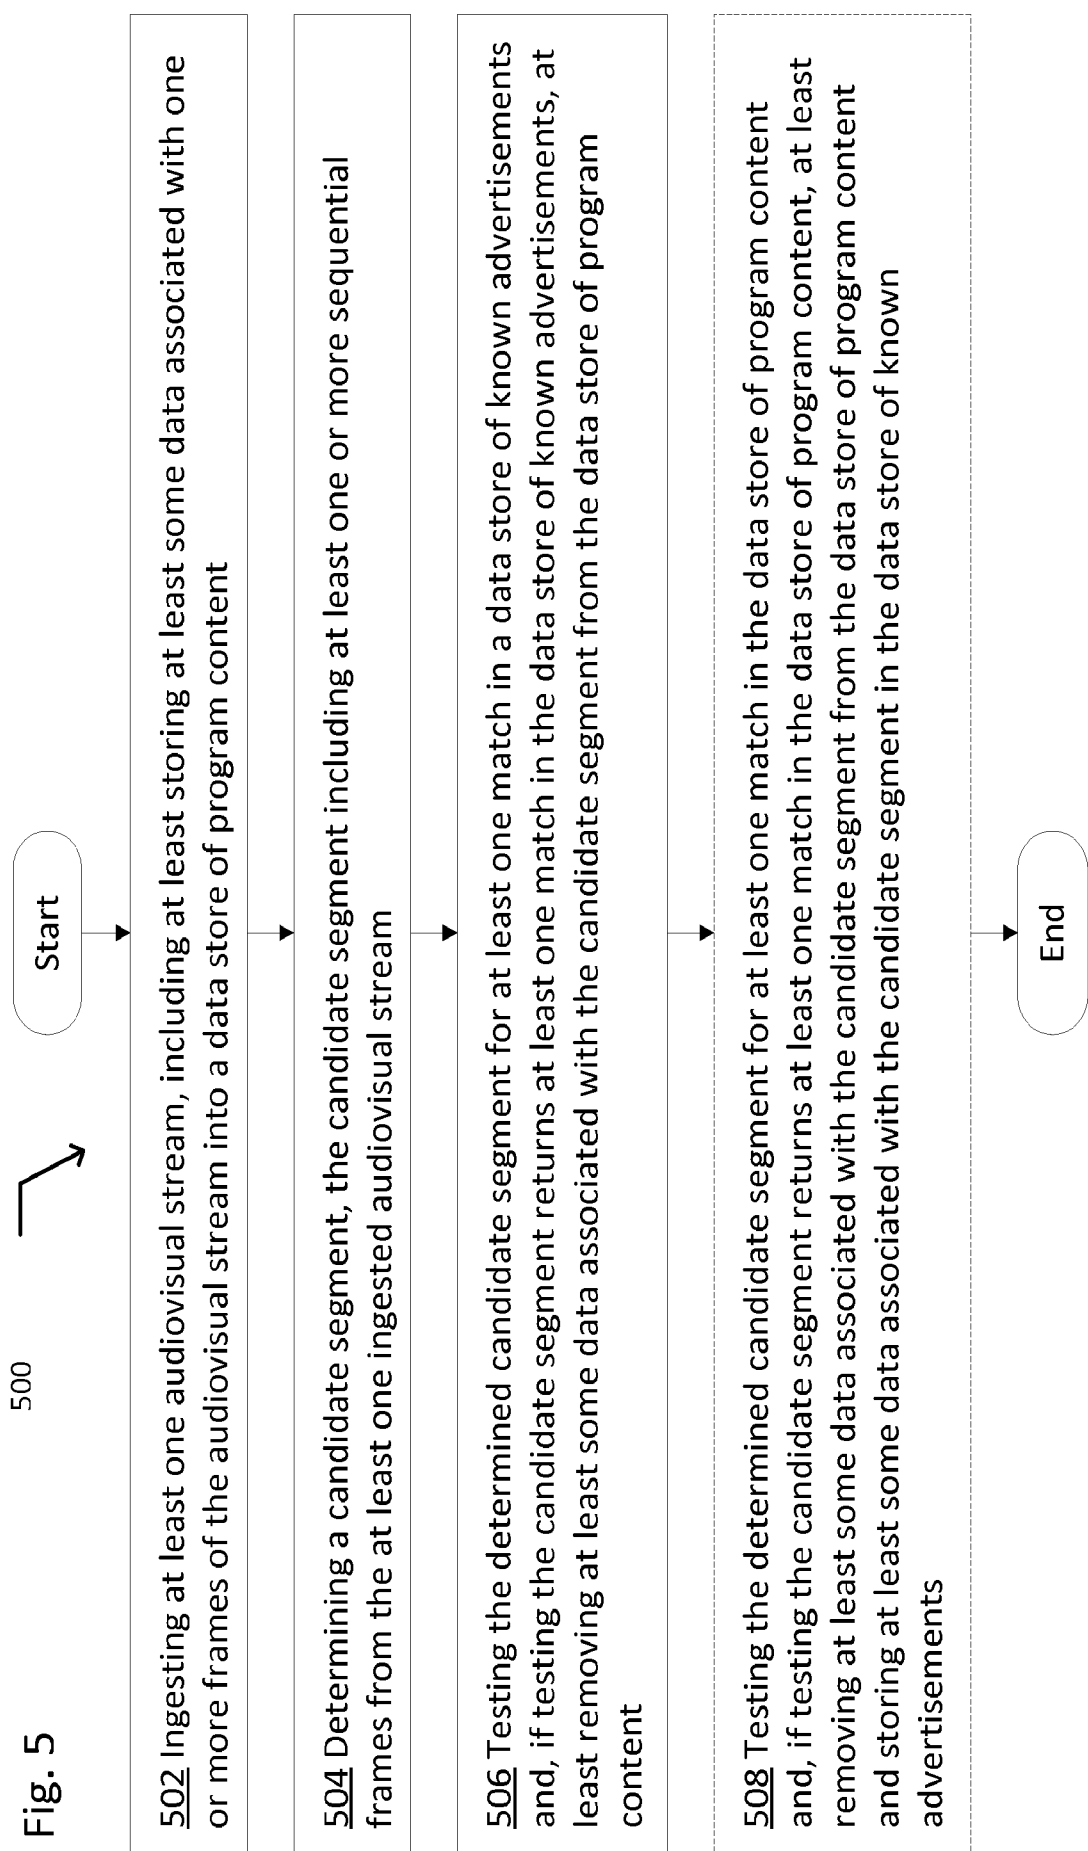 Fig. 5
500
Start
502 Ingesting at least one audiovisual stream, including at least storing at least some data associated with one
or more frames of the audiovisual stream into a data store of program content
504 Determining a candidate segment, the candidate segment including at least one or more sequential
frames from the at least one ingested audiovisual stream
506 Testing the determined candidate segment for at least one match in a data store of known advertisements
and, if testing the candidate segment returns at least one match in the data store of known advertisements, at
least removing at least some data associated with the candidate segment from the data store of program
content
508 Testing the determined candidate segment for at least one match in the data store of program content
and, if testing the candidate segment returns at least one match in the data store of program content, at least
removing at least some data associated with the candidate segment from the data store of program content
and storing at least some data associated with the candidate segment in the data store of known
advertisements
End